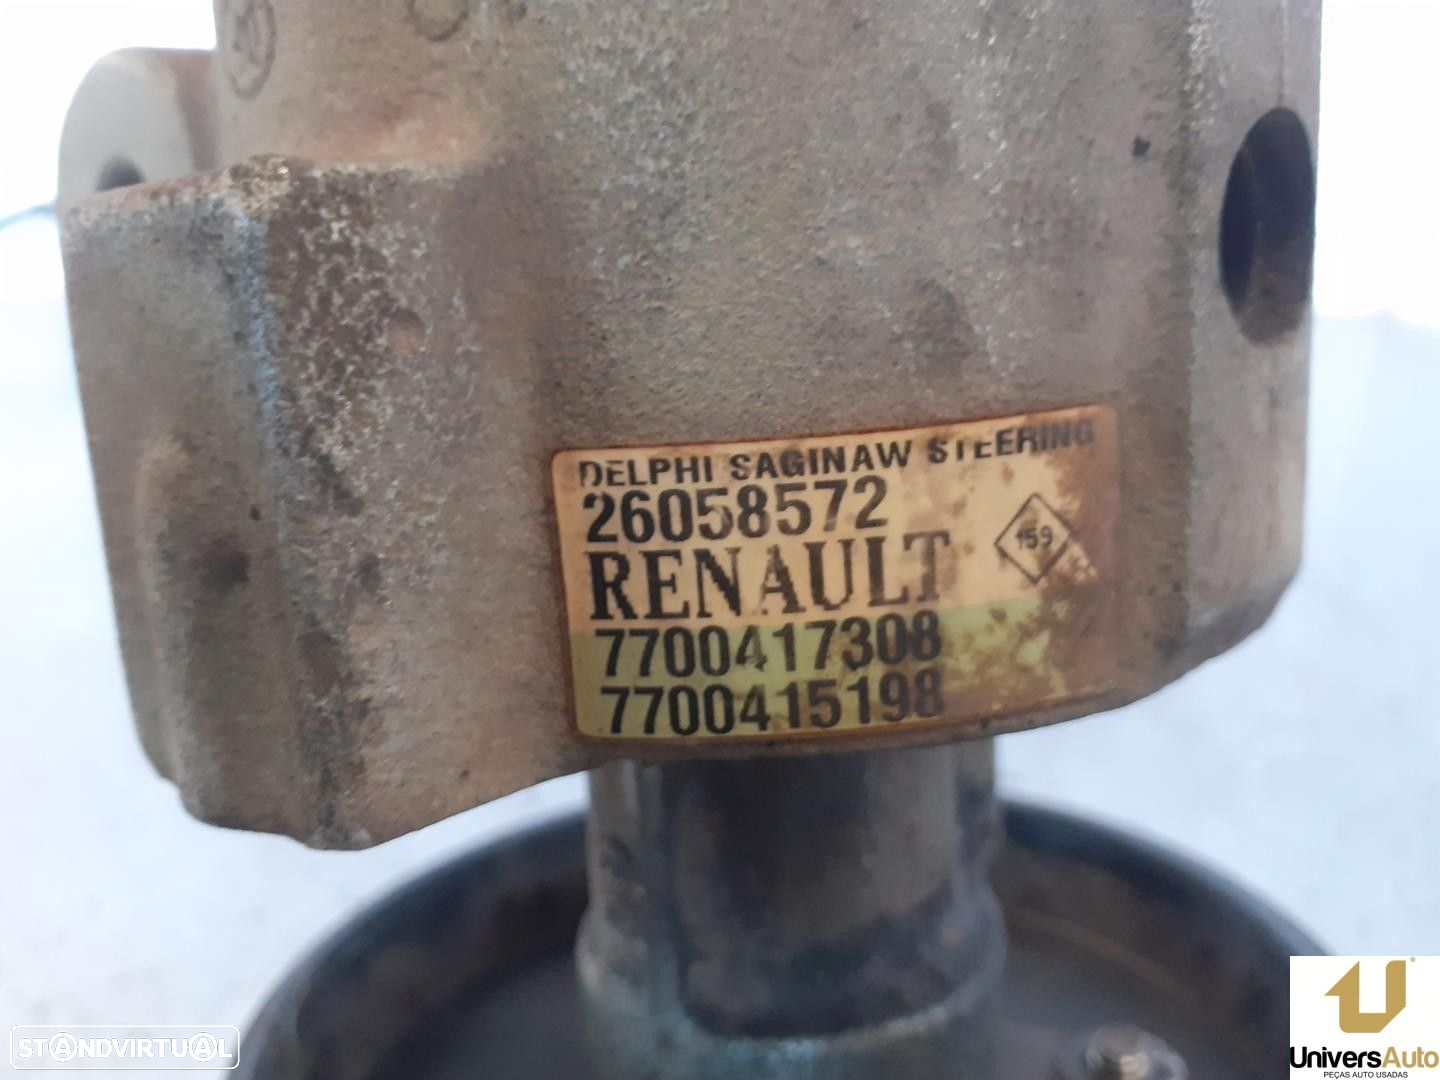 DELPHI SAGINAW STEERING
26058572
RENAULT
159
7700417308
7700415198
STANDVIRTUAL
UniversAuto
PEÇAS AUTO USADAS